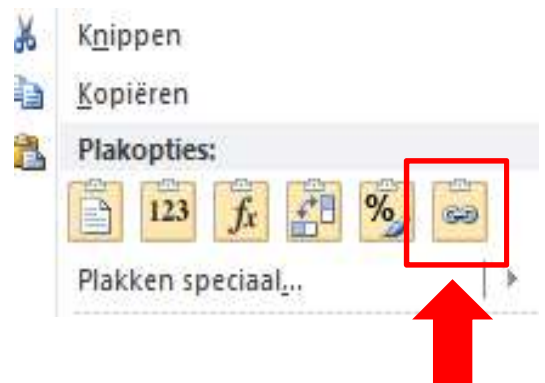 Knippen
Kopiëren
Plakopties:
123 fx %
Plakken speciaal...